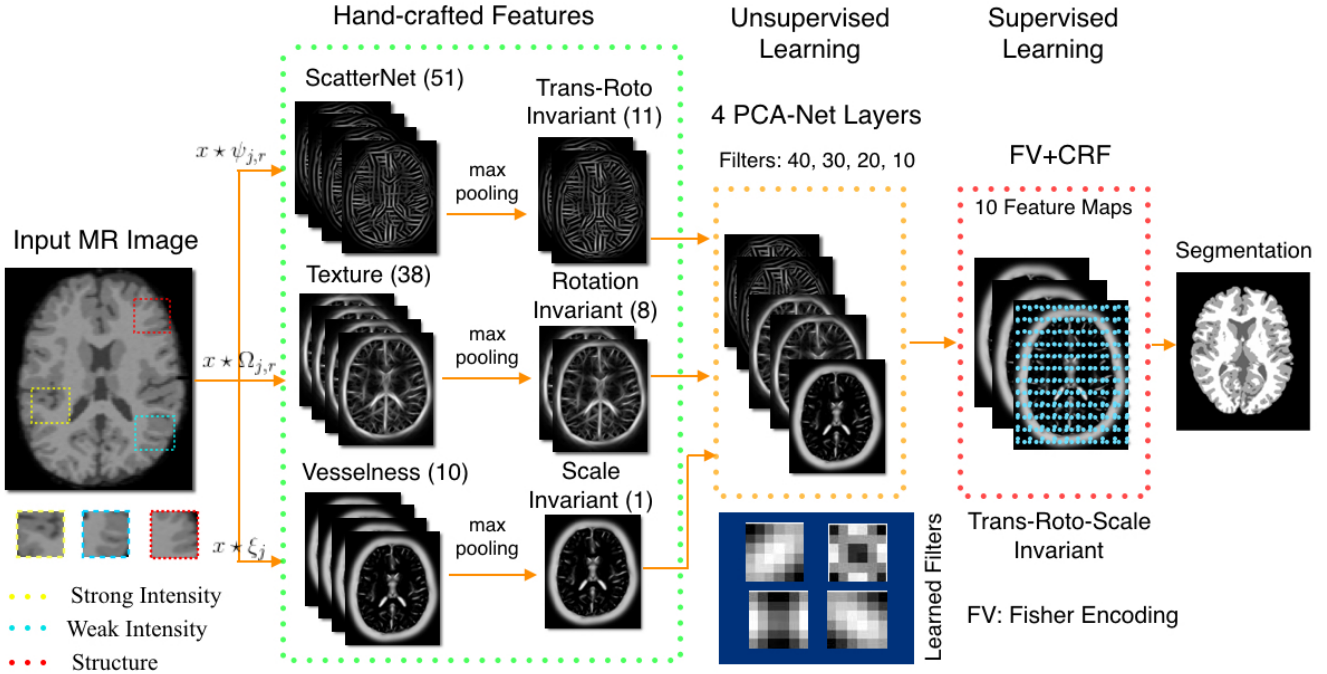 Hand-crafted Features
Unsupervised
Learning
Supervised
Learning
ScatterNet (51)
Trans-Roto
Invariant (11)
4 PCA-Net Layers
Filters: 40, 30, 20, 10
FV+CRF
10 Feature Maps
x ⋆ ψ_{j,r}
max
pooling
Input MR Image
Segmentation
Texture (38)
Rotation
Invariant (8)
x ⋆ Ω_{j,r}
max
pooling
Vesselness (10)
Scale
Invariant (1)
x ⋆ ξ_j
max
pooling
Learned Filters
Trans-Roto-Scale
Invariant
FV: Fisher Encoding
Strong Intensity
Weak Intensity
Structure